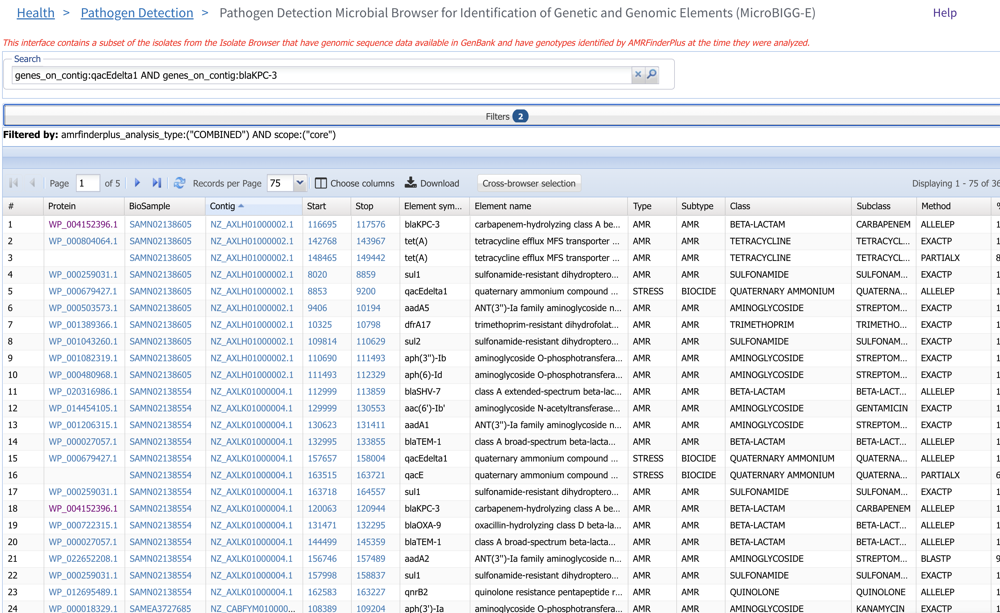 Health > Pathogen Detection > Pathogen Detection Microbial Browser for Identification of Genetic and Genomic Elements (MicroBIGG-E) Help
This interface contains a subset of the isolates from the Isolate Browser that have genomic sequence data available in GenBank and have genotypes identified by AMRFinderPlus at the time they were analyzed.
Search
genes_on_contig:qacEdelta1 AND genes_on_contig:blaKPC-3
Filters 2
Filtered by: amrfinderplus_analysis_type:("COMBINED") AND scope:("core")
Page 1 of 5 Records per Page 75 Choose columns Download Cross-browser selection Displaying 1 - 75 of 36
# Protein BioSample Contig Start Stop Element sym... Element name Type Subtype Class Subclass Method %
1 WP_004152396.1 SAMN02138605 NZ_AXLH01000002.1 116695 117576 blaKPC-3 carbapenem-hydrolyzing class A be... AMR AMR BETA-LACTAM CARBAPENEM ALLELEP 1
2 WP_000804064.1 SAMN02138605 NZ_AXLH01000002.1 142768 143967 tet(A) tetracycline efflux MFS transporter ... AMR AMR TETRACYCLINE TETRACYCL... EXACTP 1
3 SAMN02138605 NZ_AXLH01000002.1 148465 149442 tet(A) tetracycline efflux MFS transporter ... AMR AMR TETRACYCLINE TETRACYCL... PARTIALX 8
4 WP_000259031.1 SAMN02138605 NZ_AXLH01000002.1 8020 8859 sul1 sulfonamide-resistant dihydroptero... AMR AMR SULFONAMIDE SULFONAM... EXACTP 1
5 WP_000679427.1 SAMN02138605 NZ_AXLH01000002.1 8853 9200 qacEdelta1 quaternary ammonium compound ... STRESS BIOCIDE QUATERNARY AMMONIUM QUATERNA... ALLELEP 1
6 WP_000503573.1 SAMN02138605 NZ_AXLH01000002.1 9406 10194 aadA5 ANT(3")-Ia family aminoglycoside n... AMR AMR AMINOGLYCOSIDE STREPTOM... EXACTP 1
7 WP_001389366.1 SAMN02138605 NZ_AXLH01000002.1 10325 10798 dfrA17 trimethoprim-resistant dihydrofolat... AMR AMR TRIMETHOPRIM TRIMETHO... EXACTP 1
8 WP_001043260.1 SAMN02138605 NZ_AXLH01000002.1 109814 110629 sul2 sulfonamide-resistant dihydroptero... AMR AMR SULFONAMIDE SULFONAM... EXACTP 1
9 WP_001082319.1 SAMN02138605 NZ_AXLH01000002.1 110690 111493 aph(3")-Ib aminoglycoside O-phosphotransfera... AMR AMR AMINOGLYCOSIDE STREPTOM... EXACTP 1
10 WP_000480968.1 SAMN02138605 NZ_AXLH01000002.1 111493 112329 aph(6)-Id aminoglycoside O-phosphotransfera... AMR AMR AMINOGLYCOSIDE STREPTOM... EXACTP 1
11 WP_020316986.1 SAMN02138554 NZ_AXLK01000004.1 112999 113859 blaSHV-7 class A extended-spectrum beta-lac... AMR AMR BETA-LACTAM BETA-LACT... ALLELEP 1
12 WP_014454105.1 SAMN02138554 NZ_AXLK01000004.1 129999 130553 aac(6')-Ib' aminoglycoside N-acetyltransferase... AMR AMR AMINOGLYCOSIDE GENTAMICIN EXACTP 1
13 WP_001206315.1 SAMN02138554 NZ_AXLK01000004.1 130623 131411 aadA1 ANT(3")-Ia family aminoglycoside n... AMR AMR AMINOGLYCOSIDE STREPTOM... EXACTP 1
14 WP_000027057.1 SAMN02138554 NZ_AXLK01000004.1 132995 133855 blaTEM-1 class A broad-spectrum beta-lacta... AMR AMR BETA-LACTAM BETA-LACT... ALLELEP 1
15 WP_000679427.1 SAMN02138554 NZ_AXLK01000004.1 157657 158004 qacEdelta1 quaternary ammonium compound ... STRESS BIOCIDE QUATERNARY AMMONIUM QUATERNA... ALLELEP 1
16 SAMN02138554 NZ_AXLK01000004.1 163515 163721 qacE quaternary ammonium compound ... STRESS BIOCIDE QUATERNARY AMMONIUM QUATERNA... PARTIALX 6
17 WP_000259031.1 SAMN02138554 NZ_AXLK01000004.1 163718 164557 sul1 sulfonamide-resistant dihydroptero... AMR AMR SULFONAMIDE SULFONAM... EXACTP 1
18 WP_004152396.1 SAMN02138554 NZ_AXLK01000004.1 120063 120944 blaKPC-3 carbapenem-hydrolyzing class A be... AMR AMR BETA-LACTAM CARBAPENEM ALLELEP 1
19 WP_000722315.1 SAMN02138554 NZ_AXLK01000004.1 131471 132295 blaOXA-9 oxacillin-hydrolyzing class D beta-la... AMR AMR BETA-LACTAM BETA-LACT... ALLELEP 1
20 WP_000027057.1 SAMN02138554 NZ_AXLK01000004.1 144499 145359 blaTEM-1 class A broad-spectrum beta-lacta... AMR AMR BETA-LACTAM BETA-LACT... ALLELEP 1
21 WP_022652208.1 SAMN02138554 NZ_AXLK01000004.1 156746 157489 aadA2 ANT(3")-Ia family aminoglycoside n... AMR AMR AMINOGLYCOSIDE STREPTOM... BLASTP 9
22 WP_000259031.1 SAMN02138554 NZ_AXLK01000004.1 157998 158837 sul1 sulfonamide-resistant dihydroptero... AMR AMR SULFONAMIDE SULFONAM... EXACTP 1
23 WP_012695489.1 SAMN02138554 NZ_AXLK01000004.1 162583 163227 qnrB2 quinolone resistance pentapeptide r... AMR AMR QUINOLONE QUINOLONE ALLELEP 1
24 WP_000018329.1 SAMEA3727685 NZ_CABFYM010000... 108389 109204 aph(3')-Ia aminoglycoside O-phosphotransfera... AMR AMR AMINOGLYCOSIDE KANAMYCIN EXACTP 1